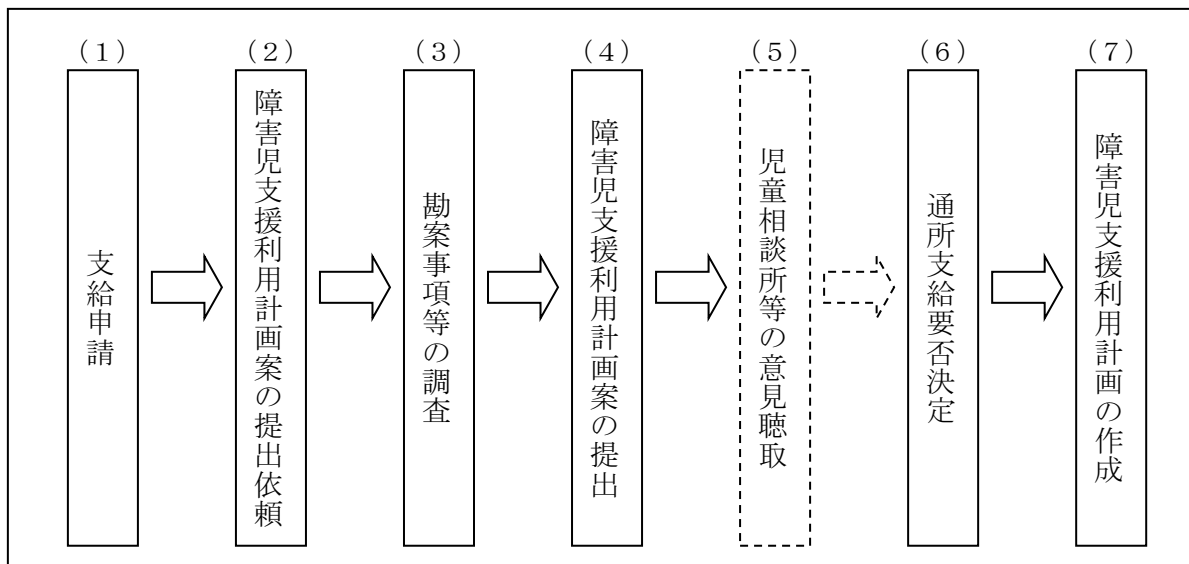 (1)
支給申請
(2)
障害児支援利用計画案の提出依頼
(3)
勘案事項等の調査
(4)
障害児支援利用計画案の提出
(5)
児童相談所等の意見聴取
(6)
通所支給要否決定
(7)
障害児支援利用計画の作成